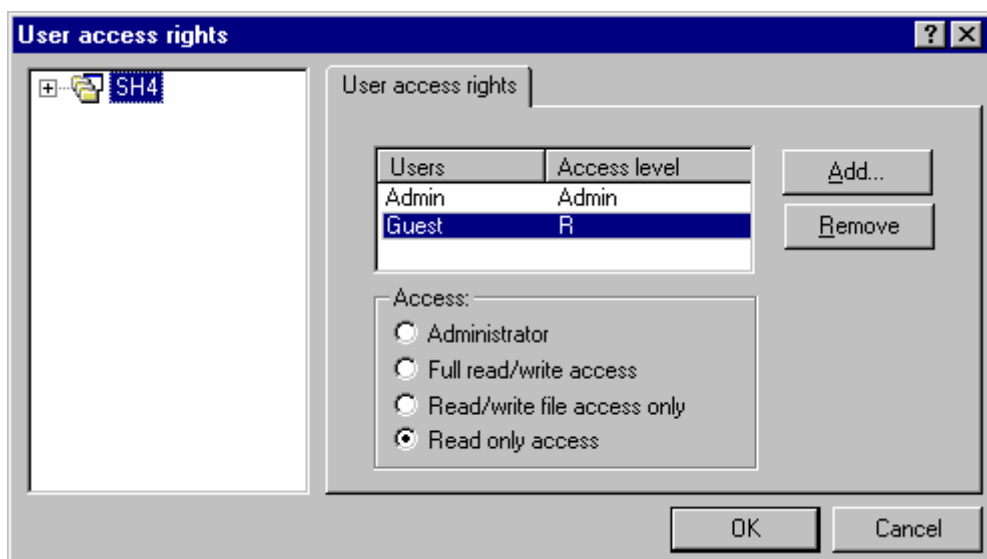 User access rights
SH4
User access rights
Users Access level
Admin Admin
Guest R
Add...
Remove
Access:
Administrator
Full read/write access
Read/write file access only
Read only access
OK Cancel